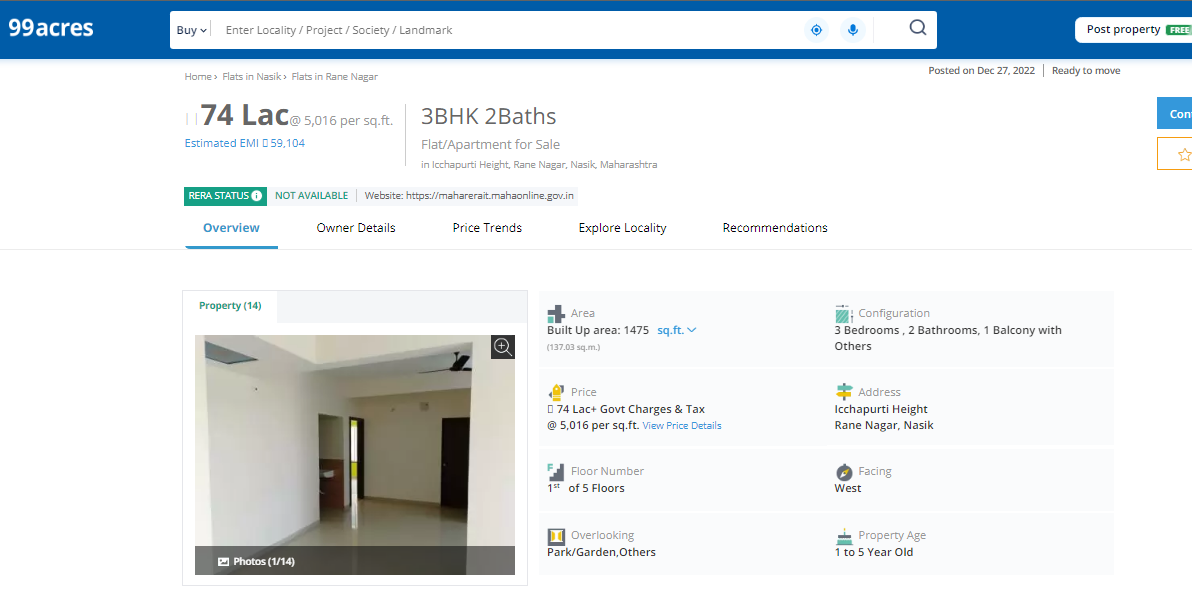 99acres
Buy
Enter Locality / Project / Society / Landmark
Post property FREE
Home › Flats in Nasik › Flats in Rane Nagar
Posted on Dec 27, 2022 | Ready to move
74 Lac @ 5,016 per sq.ft.
Estimated EMI 59,104
3BHK 2Baths
Flat/Apartment for Sale
in Icchapurti Height, Rane Nagar, Nasik, Maharashtra
RERA STATUS NOT AVAILABLE | Website: https://maharerait.mahaonline.gov.in
Overview
Owner Details
Price Trends
Explore Locality
Recommendations
Property (14)
Photos (1/14)
Area
Built Up area: 1475 sq.ft.
(137.03 sq.m.)
Configuration
3 Bedrooms , 2 Bathrooms, 1 Balcony with
Others
Price
74 Lac+ Govt Charges & Tax
@ 5,016 per sq.ft. View Price Details
Address
Icchapurti Height
Rane Nagar, Nasik
Floor Number
1st of 5 Floors
Facing
West
Overlooking
Park/Garden,Others
Property Age
1 to 5 Year Old